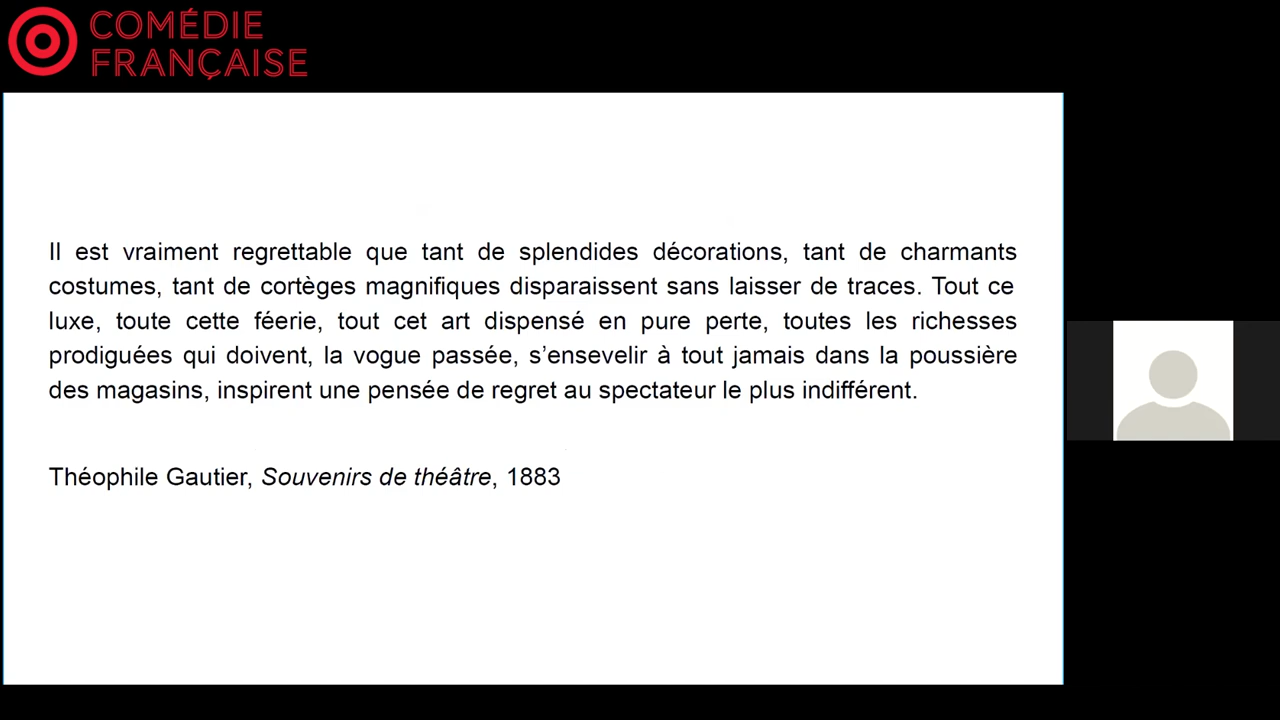 COMÉDIE
FRANÇAISE
Il est vraiment regrettable que tant de splendides décorations, tant de charmants
costumes, tant de cortèges magnifiques disparaissent sans laisser de traces. Tout ce
luxe, toute cette féerie, tout cet art dispensé en pure perte, toutes les richesses
prodiguées qui doivent, la vogue passée, s’ensevelir à tout jamais dans la poussière
des magasins, inspirent une pensée de regret au spectateur le plus indifférent.
Théophile Gautier, Souvenirs de théâtre, 1883